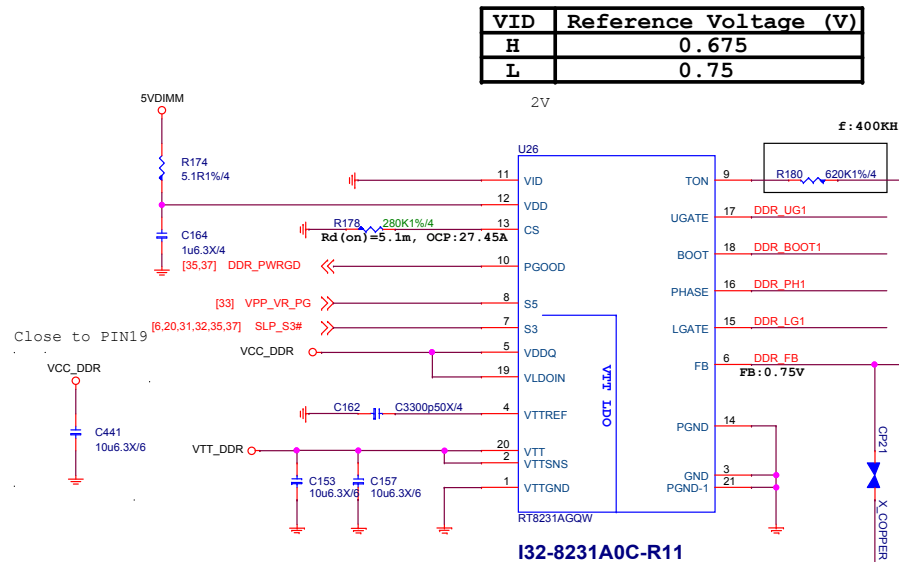 VID Reference Voltage (V)
H 0.675
L 0.75
2V
5VDIMM
f:400KH
U26
R174
5.1R1%/4
R180 620K1%/4
11 VID
TON 9
12 VDD
C164
1u6.3X/4
R178 280K1%/4
13 CS
Rd(on)=5.1m, OCP:27.45A
UGATE 17 DDR_UG1
[35,37] DDR_PWRGD
10 PGOOD
BOOT 18 DDR_BOOT1
[33] VPP_VR_PG
8 S5
PHASE 16 DDR_PH1
[6,20,31,32,35,37] SLP_S3#
7 S3
LGATE 15 DDR_LG1
Close to PIN19
VCC_DDR
5 VDDQ
FB 6 DDR_FB
FB:0.75V
VCC_DDR
19 VLDOIN
VTT LDO
C162 C3300p50X/4
4 VTTREF
PGND 14
C441
10u6.3X/6
CP21
VTT_DDR
20 VTT
2 VTTSNS
GND 3
C153
10u6.3X/6
C157
10u6.3X/6
1 VTTGND
PGND-1 21
X_COPPER
RT8231AGQW
I32-8231A0C-R11